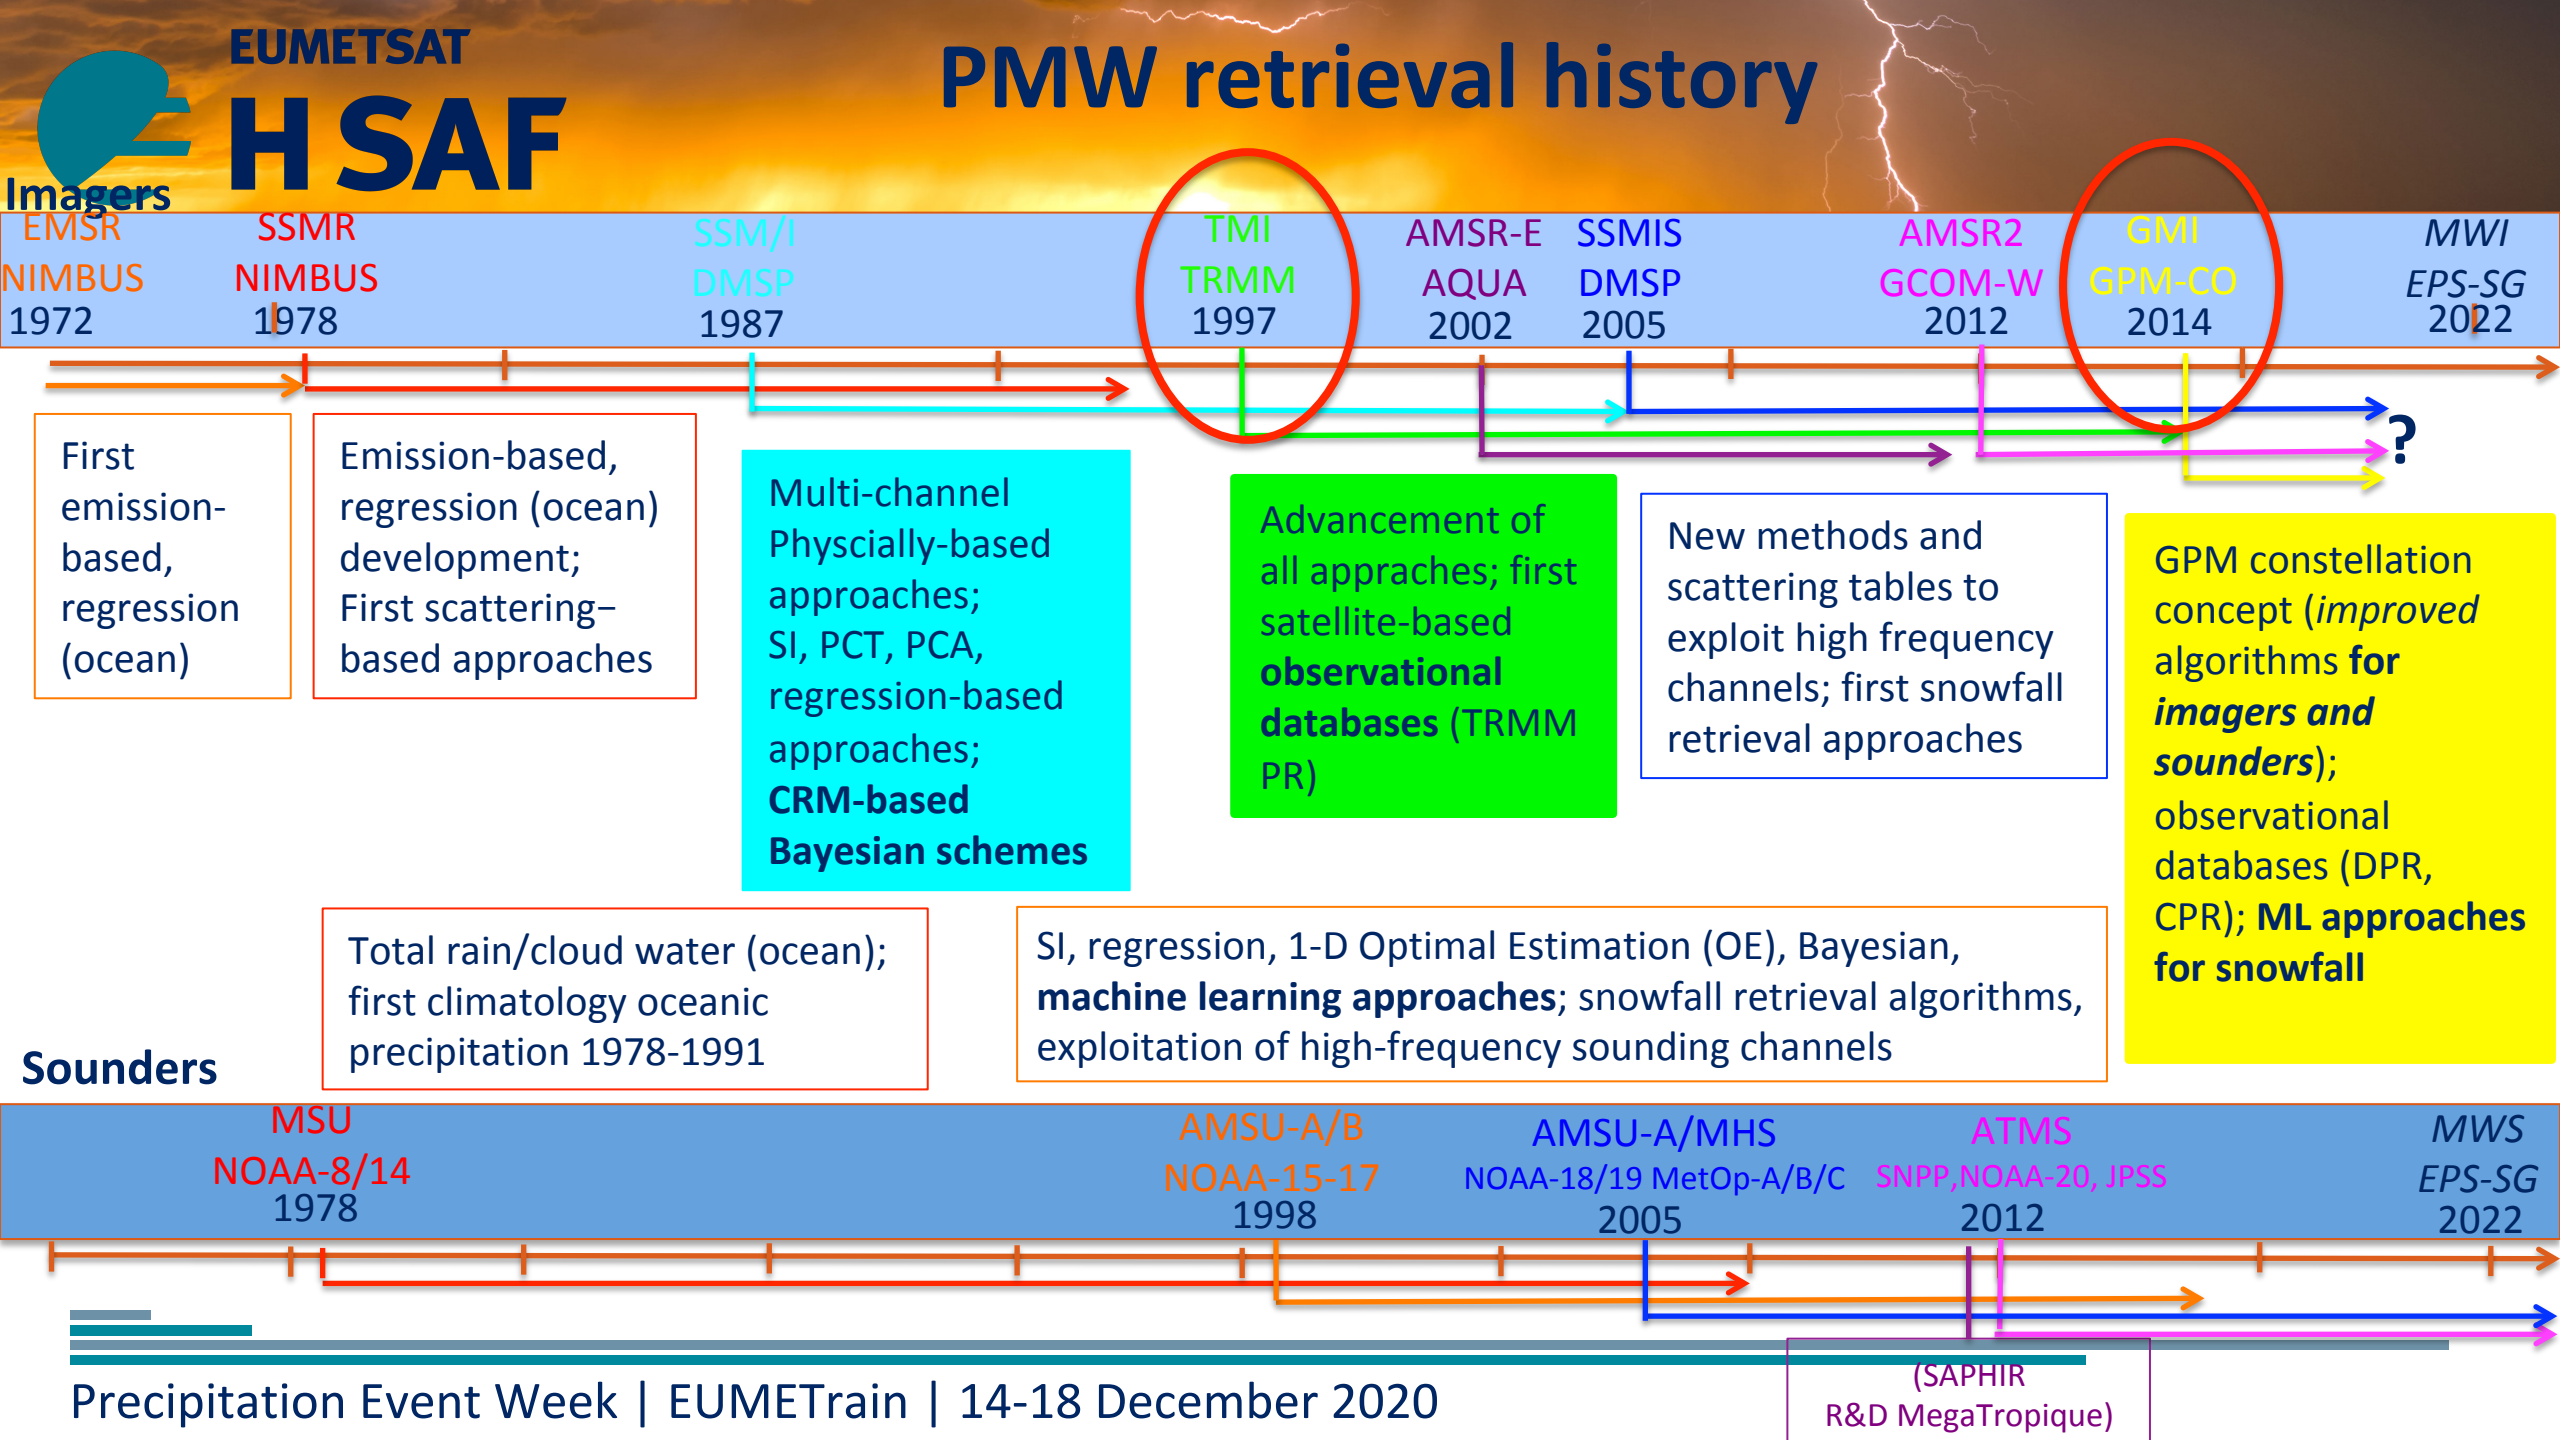 EUMETSAT
H SAF
PMW retrieval history
Imagers
EMSR
NIMBUS
1972
SSMR
NIMBUS
1978
SSM/I
DMSP
1987
TMI
TRMM
1997
AMSR-E
AQUA
2002
SSMIS
DMSP
2005
AMSR2
GCOM-W
2012
GMI
GPM-CO
2014
MWI
EPS-SG
2022
?
First
emission-
based,
regression
(ocean)
Emission-based,
regression (ocean)
development;
First scattering–
based approaches
Multi-channel
Physcially-based
approaches;
SI, PCT, PCA,
regression-based
approaches;
CRM-based
Bayesian schemes
Advancement of
all appraches; first
satellite-based
observational
databases (TRMM
PR)
New methods and
scattering tables to
exploit high frequency
channels; first snowfall
retrieval approaches
GPM constellation
concept (improved
algorithms for
imagers and
sounders);
observational
databases (DPR,
CPR); ML approaches
for snowfall
Total rain/cloud water (ocean);
first climatology oceanic
precipitation 1978-1991
SI, regression, 1-D Optimal Estimation (OE), Bayesian,
machine learning approaches; snowfall retrieval algorithms,
exploitation of high-frequency sounding channels
Sounders
MSU
NOAA-8/14
1978
AMSU-A/B
NOAA-15-17
1998
AMSU-A/MHS
NOAA-18/19 MetOp-A/B/C
2005
ATMS
SNPP,NOAA-20, JPSS
2012
MWS
EPS-SG
2022
(SAPHIR
R&D MegaTropique)
Precipitation Event Week | EUMETrain | 14-18 December 2020